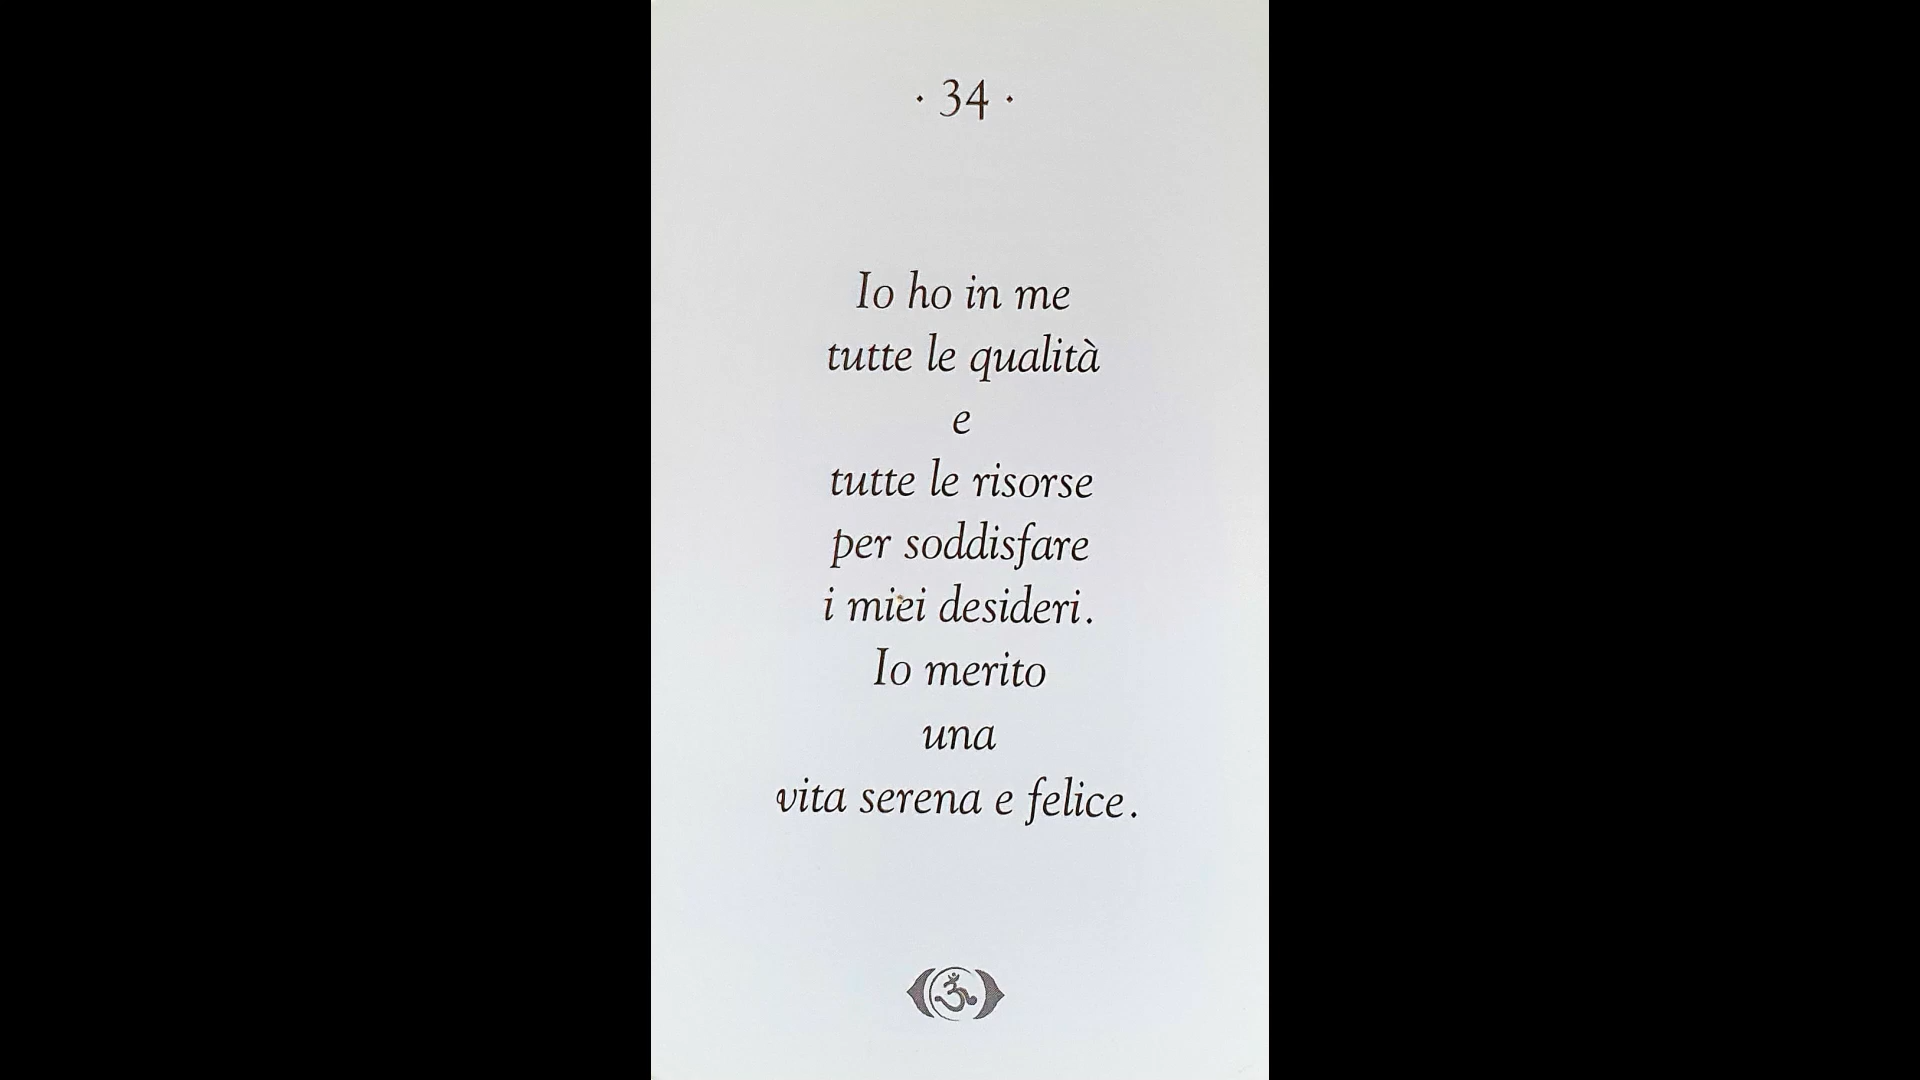 · 34 ·
Io ho in me
tutte le qualità
e
tutte le risorse
per soddisfare
i miei desideri.
Io merito
una
vita serena e felice.
ॐ